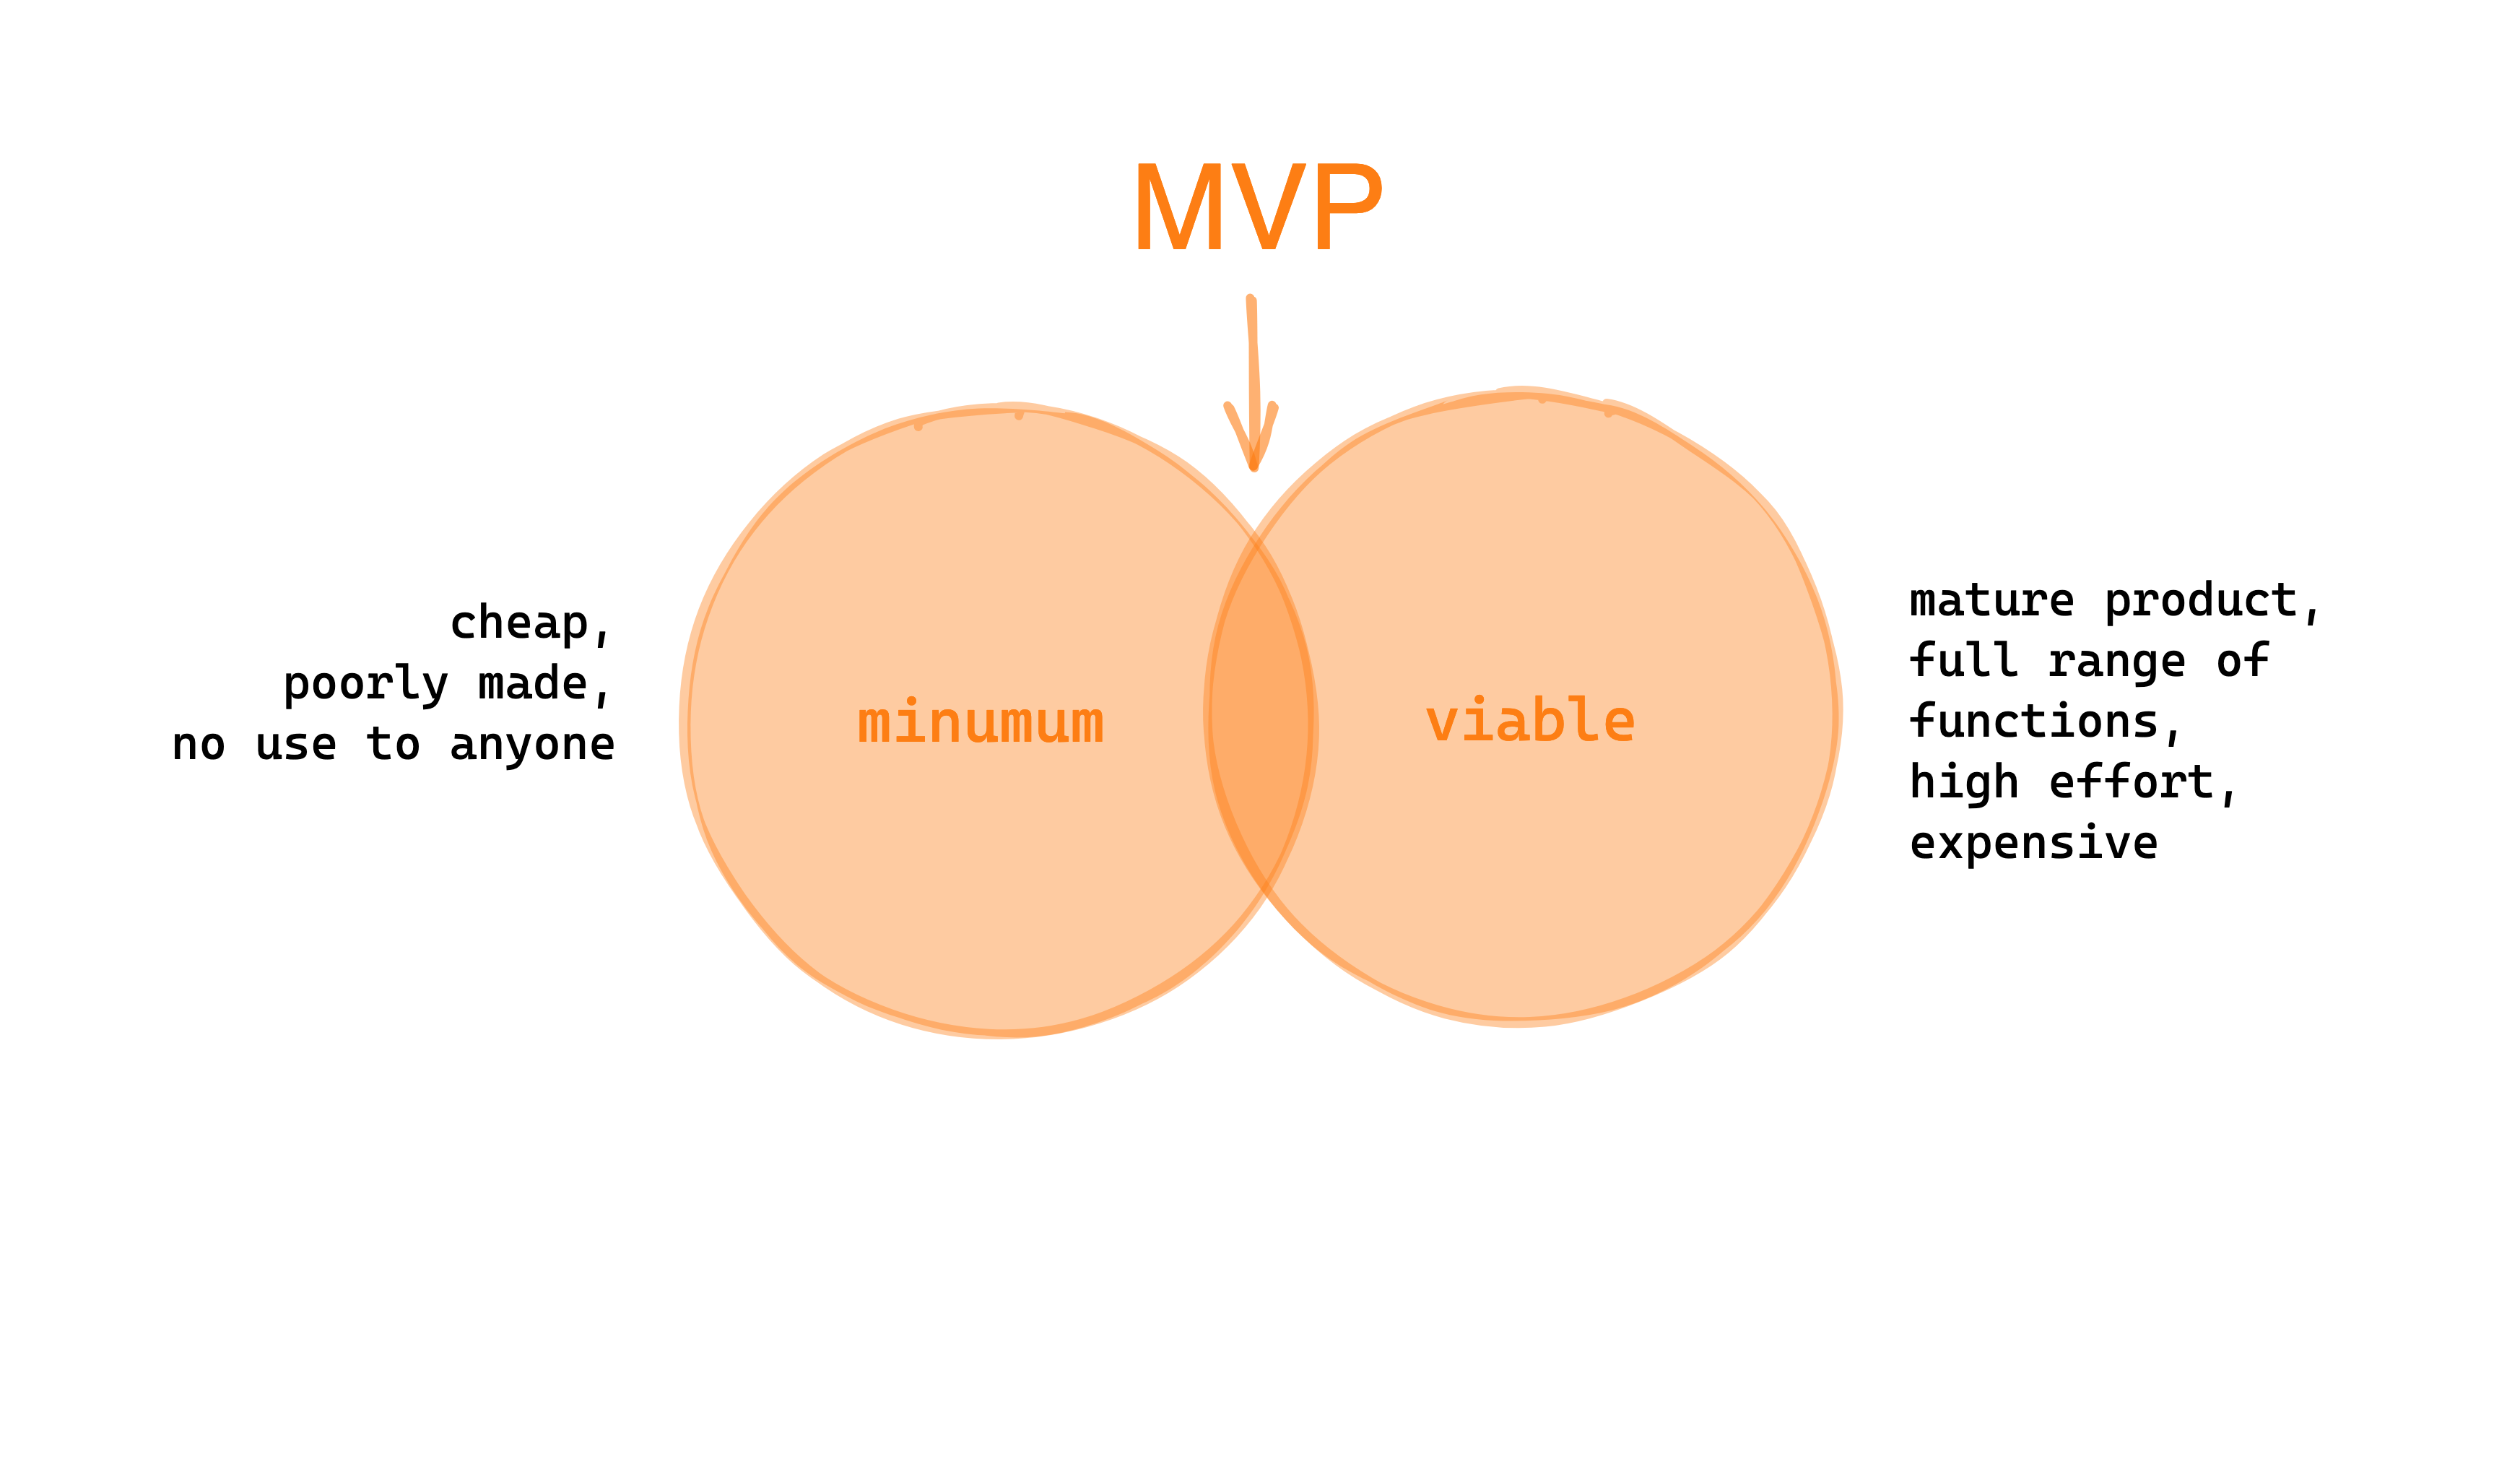 MVP
cheap,
poorly made,
no use to anyone
minumum
viable
mature product,
full range of
functions,
high effort,
expensive